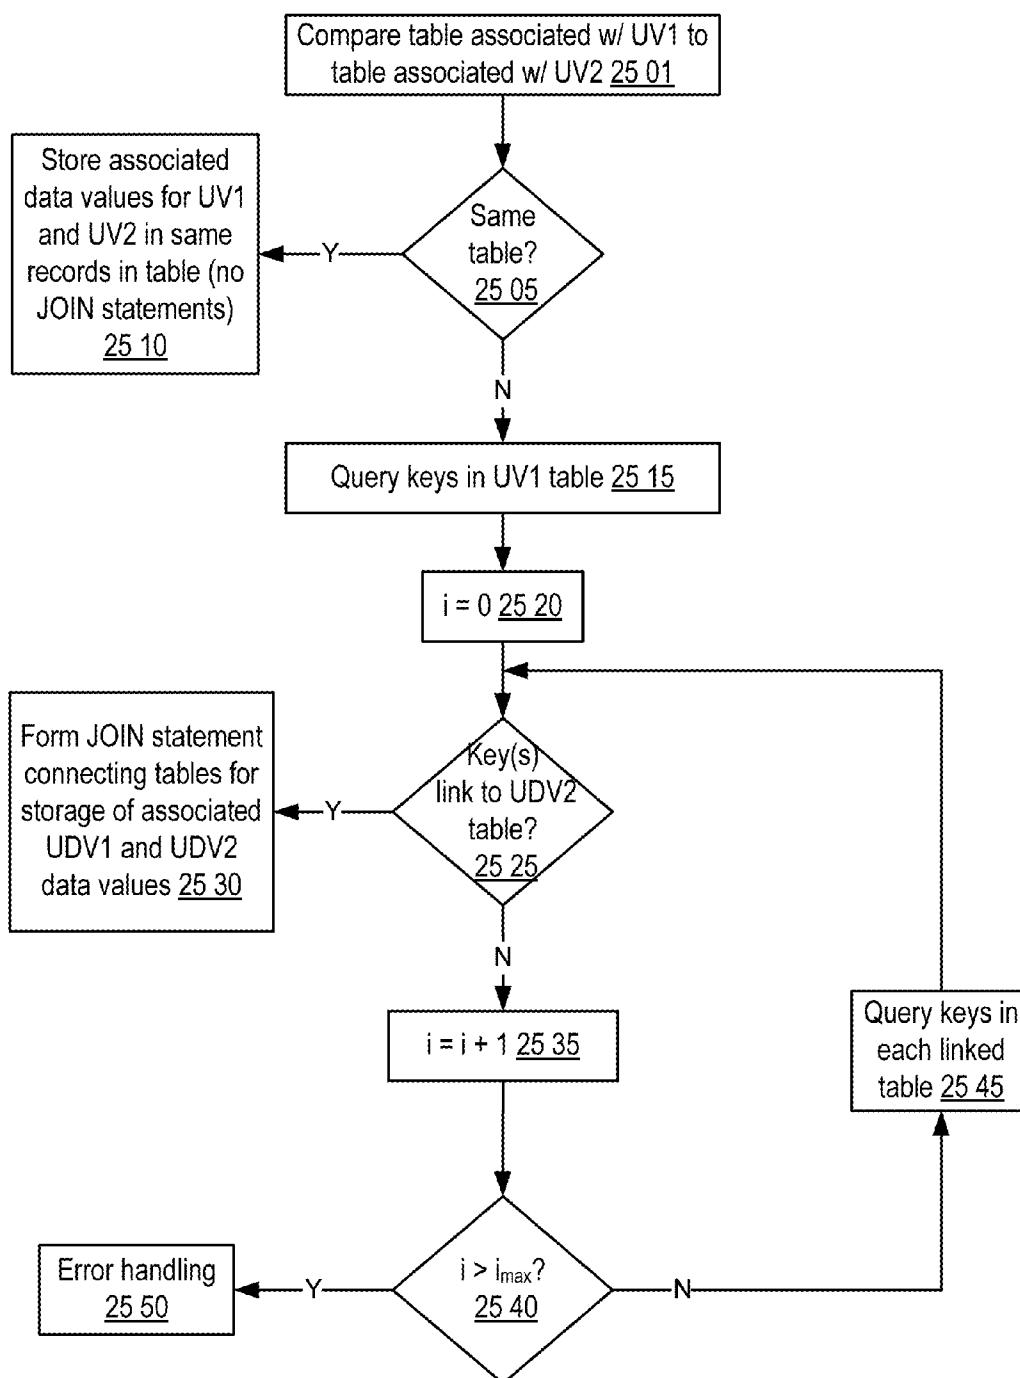 Compare table associated w/ UV1 to
table associated w/ UV2 25 01
Store associated
data values for UV1
and UV2 in same
records in table (no
JOIN statements)
25 10
Y
Same
table?
25 05
N
Query keys in UV1 table 25 15
i = 0 25 20
Form JOIN statement
connecting tables for
storage of associated
UDV1 and UDV2
data values 25 30
Y
Key(s)
link to UDV2
table?
25 25
N
i = i + 1 25 35
Query keys in
each linked
table 25 45
Error handling
25 50
Y
i > imax?
25 40
N